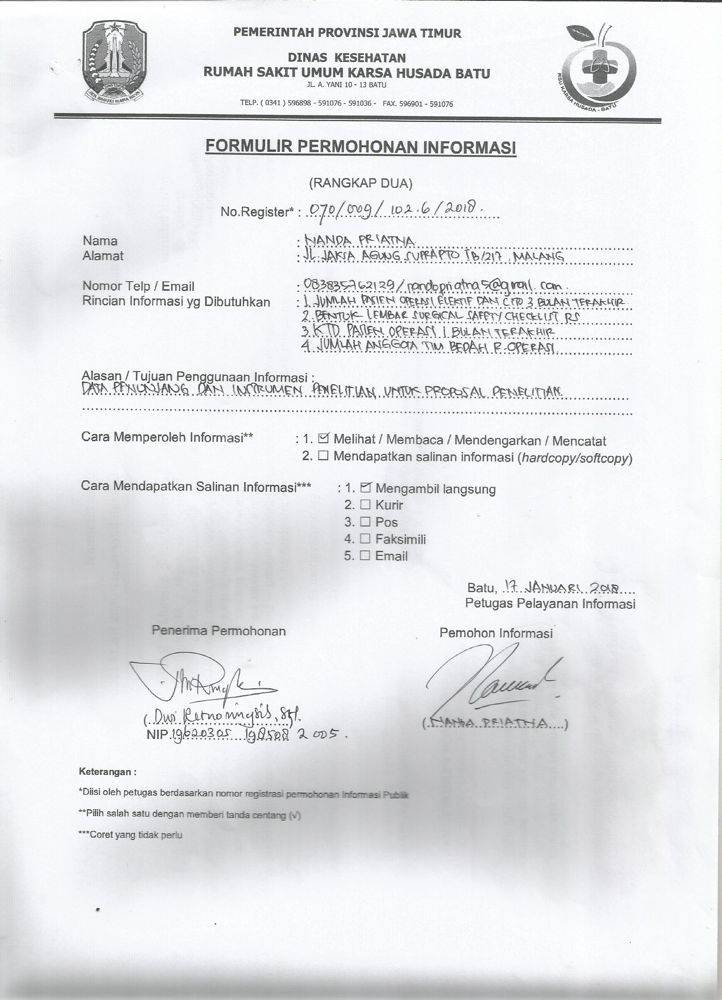 PEMERINTAH PROVINSI JAWA TIMUR
DINAS KESEHATAN
RUMAH SAKIT UMUM KARSA HUSADA BATU
JL. A. YANI 10 - 13 BATU
TELP. ( 0341 ) 596898 - 591076 - 591036 - FAX. 596901 - 591076
JAWA TIMUR
JER BASUKI MAWA BEYA
RSU KARSA HUSADA - BATU
FORMULIR PERMOHONAN INFORMASI
(RANGKAP DUA)
No.Register* : 070/009/102.6/2018.
Nama : NANDA PRIATNA
Alamat : JL. JAKSA AGUNG SUPRAPTO IB/217, MALANG
Nomor Telp / Email : 083835762129/nandapriatna5@gmail.com.
Rincian Informasi yg Dibutuhkan : 1. JUMLAH PASIEN OPERASI ELEKTIF DAN CITO 3 BULAN TERAKHIR.
2. BENTUK LEMBAR SURGICAL SAFETY CHECKLIST RS
3. KTD PASIEN OPERASI 1 BULAN TERAKHIR
4. JUMLAH ANGGOTA TIM BEDAH R. OPERASI
Alasan / Tujuan Penggunaan Informasi :
DATA PENUNJANG DAN INSTRUMEN PENELITIAN UNTUK PROPOSAL PENELITIAN
Cara Memperoleh Informasi** : 1. ☑ Melihat / Membaca / Mendengarkan / Mencatat
2. ☐ Mendapatkan salinan informasi (hardcopy/softcopy)
Cara Mendapatkan Salinan Informasi*** : 1. ☑ Mengambil langsung
2. ☐ Kurir
3. ☐ Pos
4. ☐ Faksimili
5. ☐ Email
Batu, 17 JANUARI 2018
Petugas Pelayanan Informasi
Penerima Permohonan
Pemohon Informasi
(Dwi Retnoningsis,
(NANDA PRIATNA)
NIP.19620305 198508 2 005.
Keterangan :
*Diisi oleh petugas berdasarkan nomor registrasi permohonan Informasi Publik
**Pilih salah satu dengan memberi tanda centang (√)
***Coret yang tidak perlu